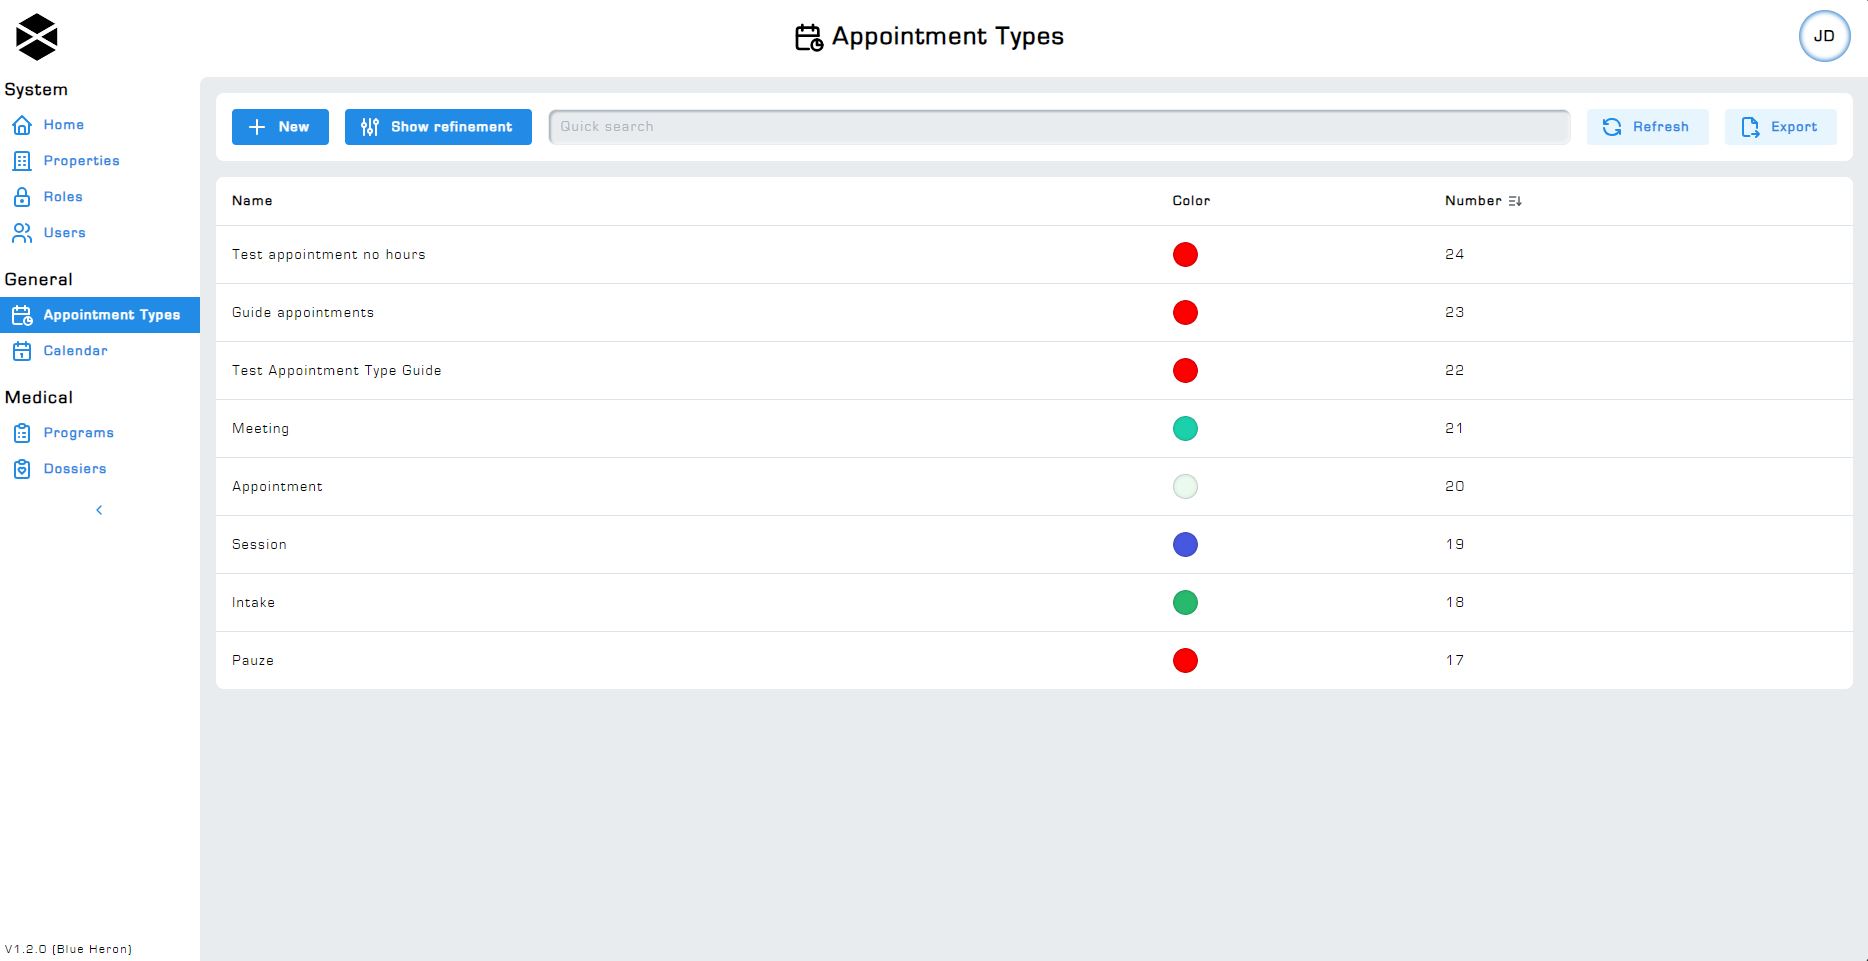 Appointment Types
JD
System
Home
Properties
Roles
Users
General
Appointment Types
Calendar
Medical
Programs
Dossiers
V1.2.0 (Blue Heron)
New Show refinement Quick search Refresh Export
Name Color Number
Test appointment no hours 24
Guide appointments 23
Test Appointment Type Guide 22
Meeting 21
Appointment 20
Session 19
Intake 18
Pauze 17